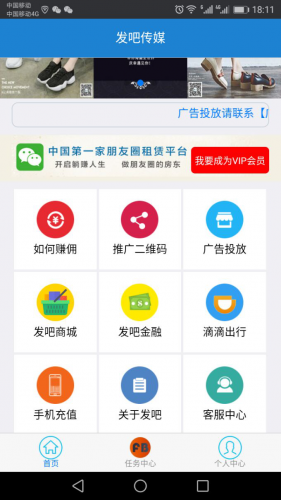 中国移动
中国移动4G
18:11
发吧传媒
广告投放请联系【广
中国第一家朋友圈租赁平台
开启躺赚人生 做朋友圈的房东
我要成为VIP会员
如何赚佣
推广二维码
广告投放
发吧商城
发吧金融
滴滴出行
手机充值
关于发吧
客服中心
首页
任务中心
个人中心